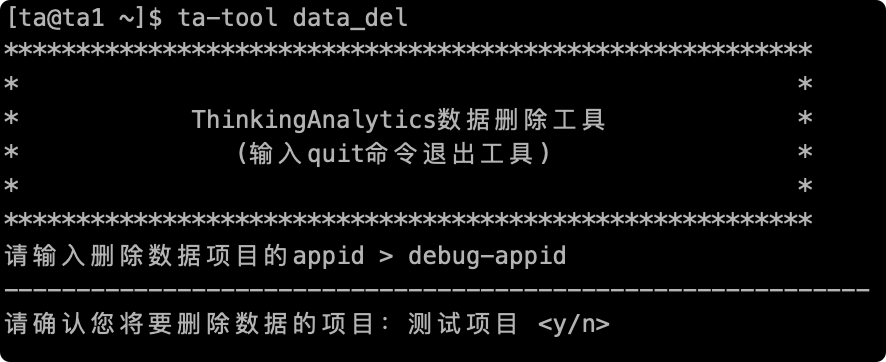 [ta@ta1 ~]$ ta-tool data_del
********************************************************
*                                                      *
*            ThinkingAnalytics数据删除工具             *
*               (输入quit命令退出工具)                 *
*                                                      *
********************************************************
请输入删除数据项目的appid > debug-appid
------------------------------------------------------------
请确认您将要删除数据的项目: 测试项目 <y/n>